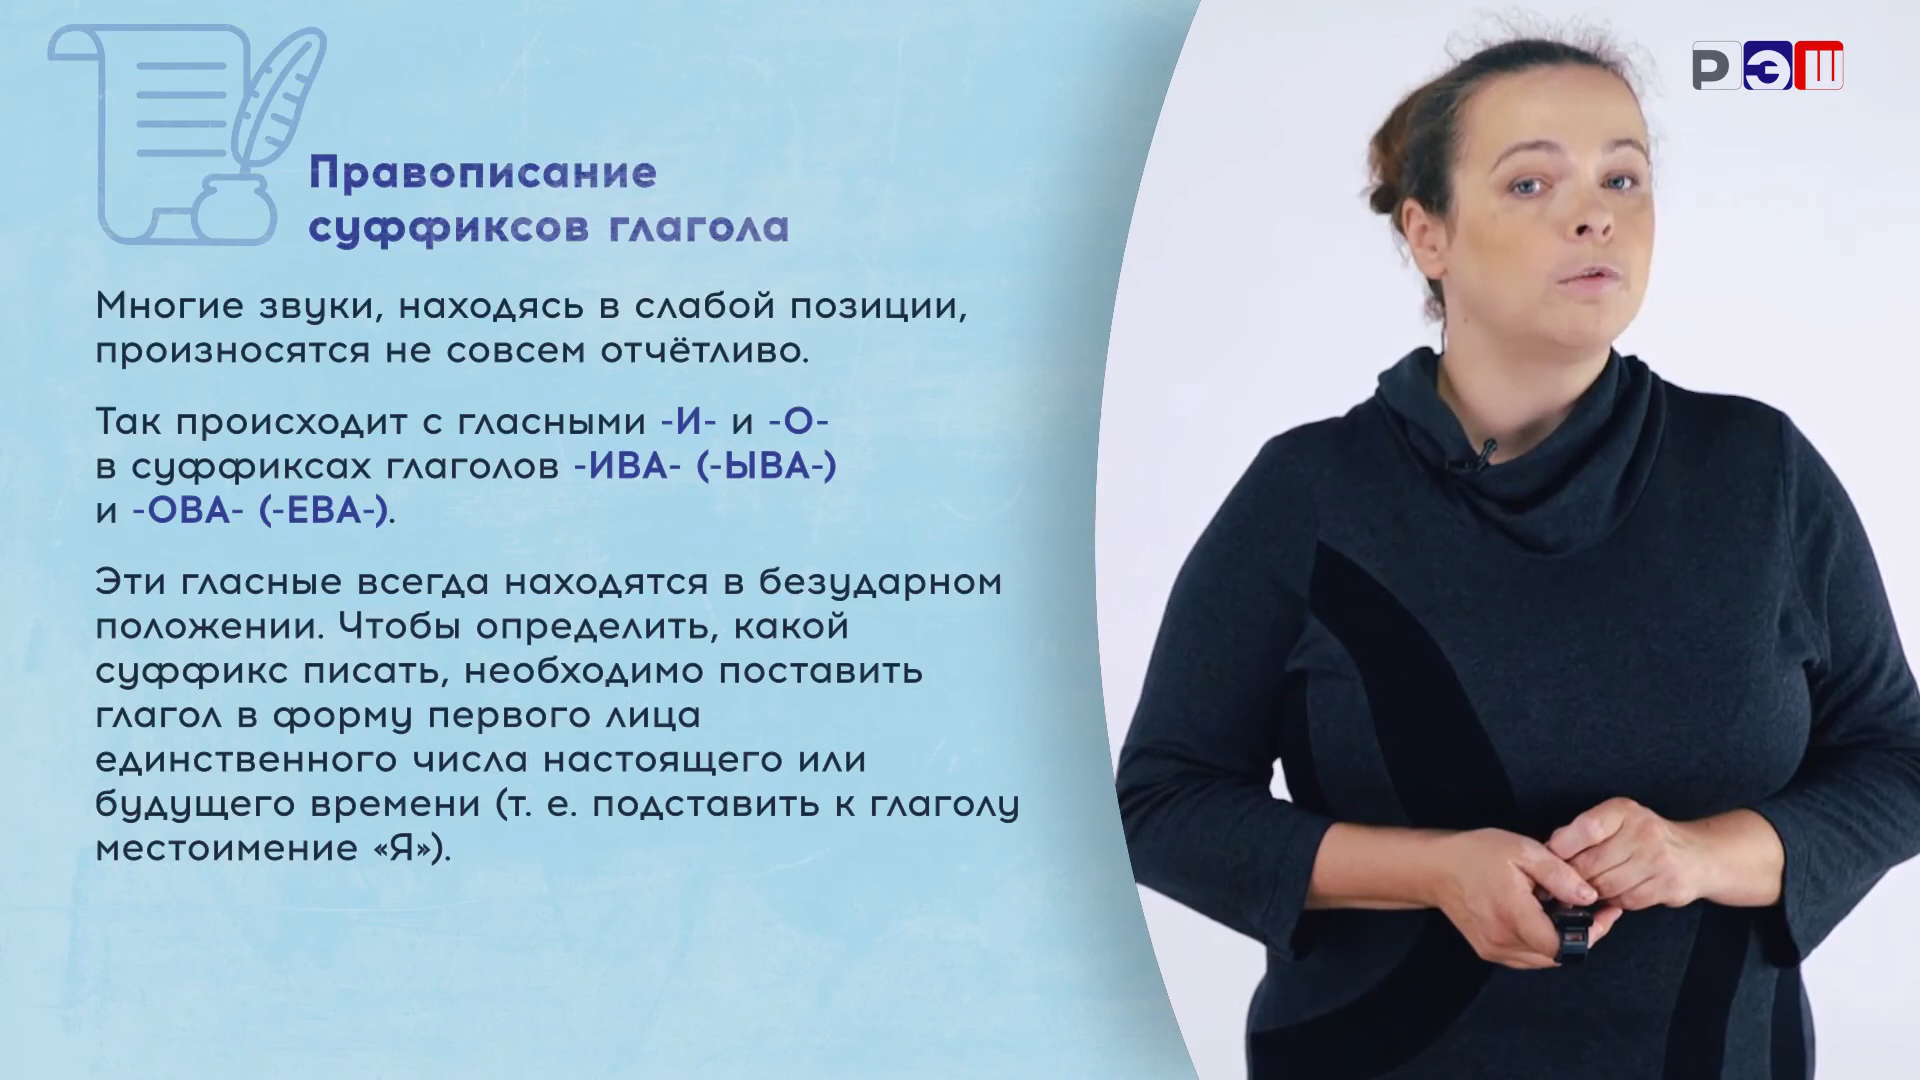 РЭШ
Правописание
суффиксов глагола
Многие звуки, находясь в слабой позиции,
произносятся не совсем отчётливо.
Так происходит с гласными -И- и -О-
в суффиксах глаголов -ИВА- (-ЫВА-)
и -ОВА- (-ЕВА-).
Эти гласные всегда находятся в безударном
положении. Чтобы определить, какой
суффикс писать, необходимо поставить
глагол в форму первого лица
единственного числа настоящего или
будущего времени (т. е. подставить к глаголу
местоимение «Я»).